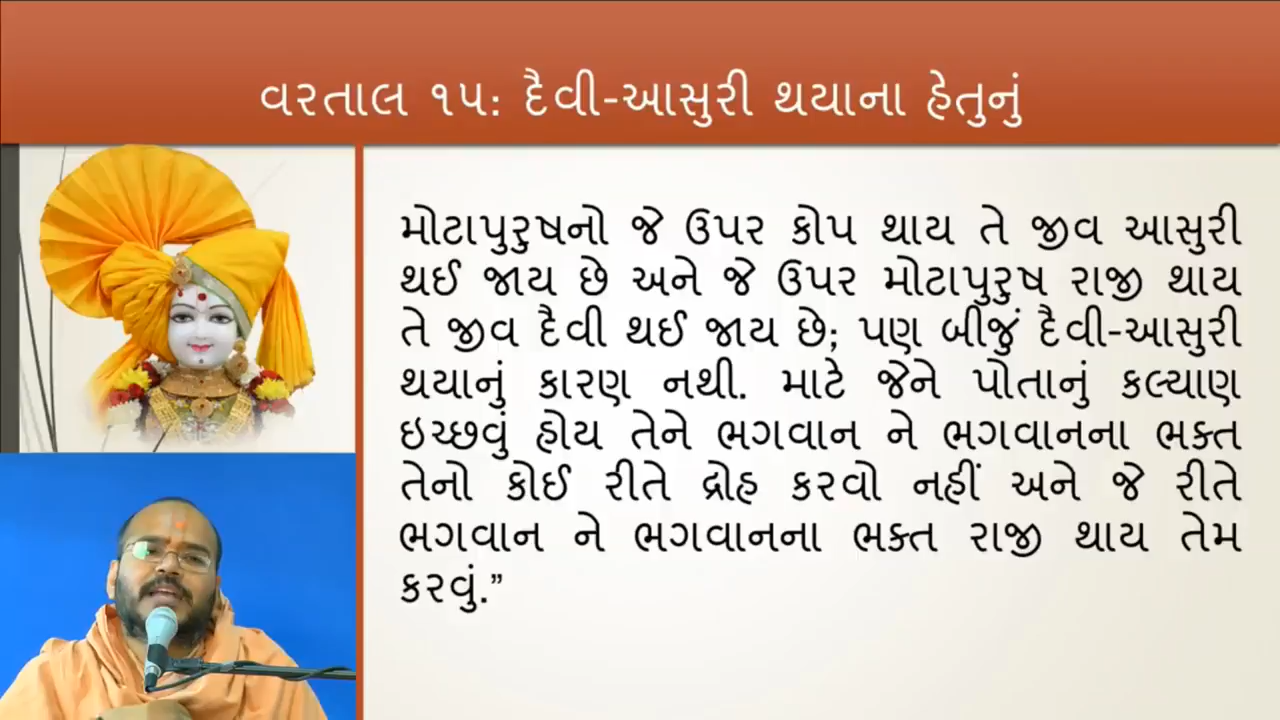 વરતાલ ૧૫: દૈવી-આસુરી થયાના હેતુનું
મોટાપુરુષનો જે ઉપર કોપ થાય તે જીવ આસુરી
થઈ જાય છે અને જે ઉપર મોટાપુરુષ રાજી થાય
તે જીવ દૈવી થઈ જાય છે; પણ બીજું દૈવી-આસુરી
થયાનું કારણ નથી. માટે જેને પોતાનું કલ્યાણ
ઇચ્છવું હોય તેને ભગવાન ને ભગવાનના ભક્ત
તેનો કોઈ રીતે દ્રોહ કરવો નહીં અને જે રીતે
ભગવાન ને ભગવાનના ભક્ત રાજી થાય તેમ
કરવું.”